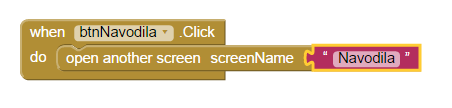 when btnNavodila .Click
do open another screen screenName " Navodila "